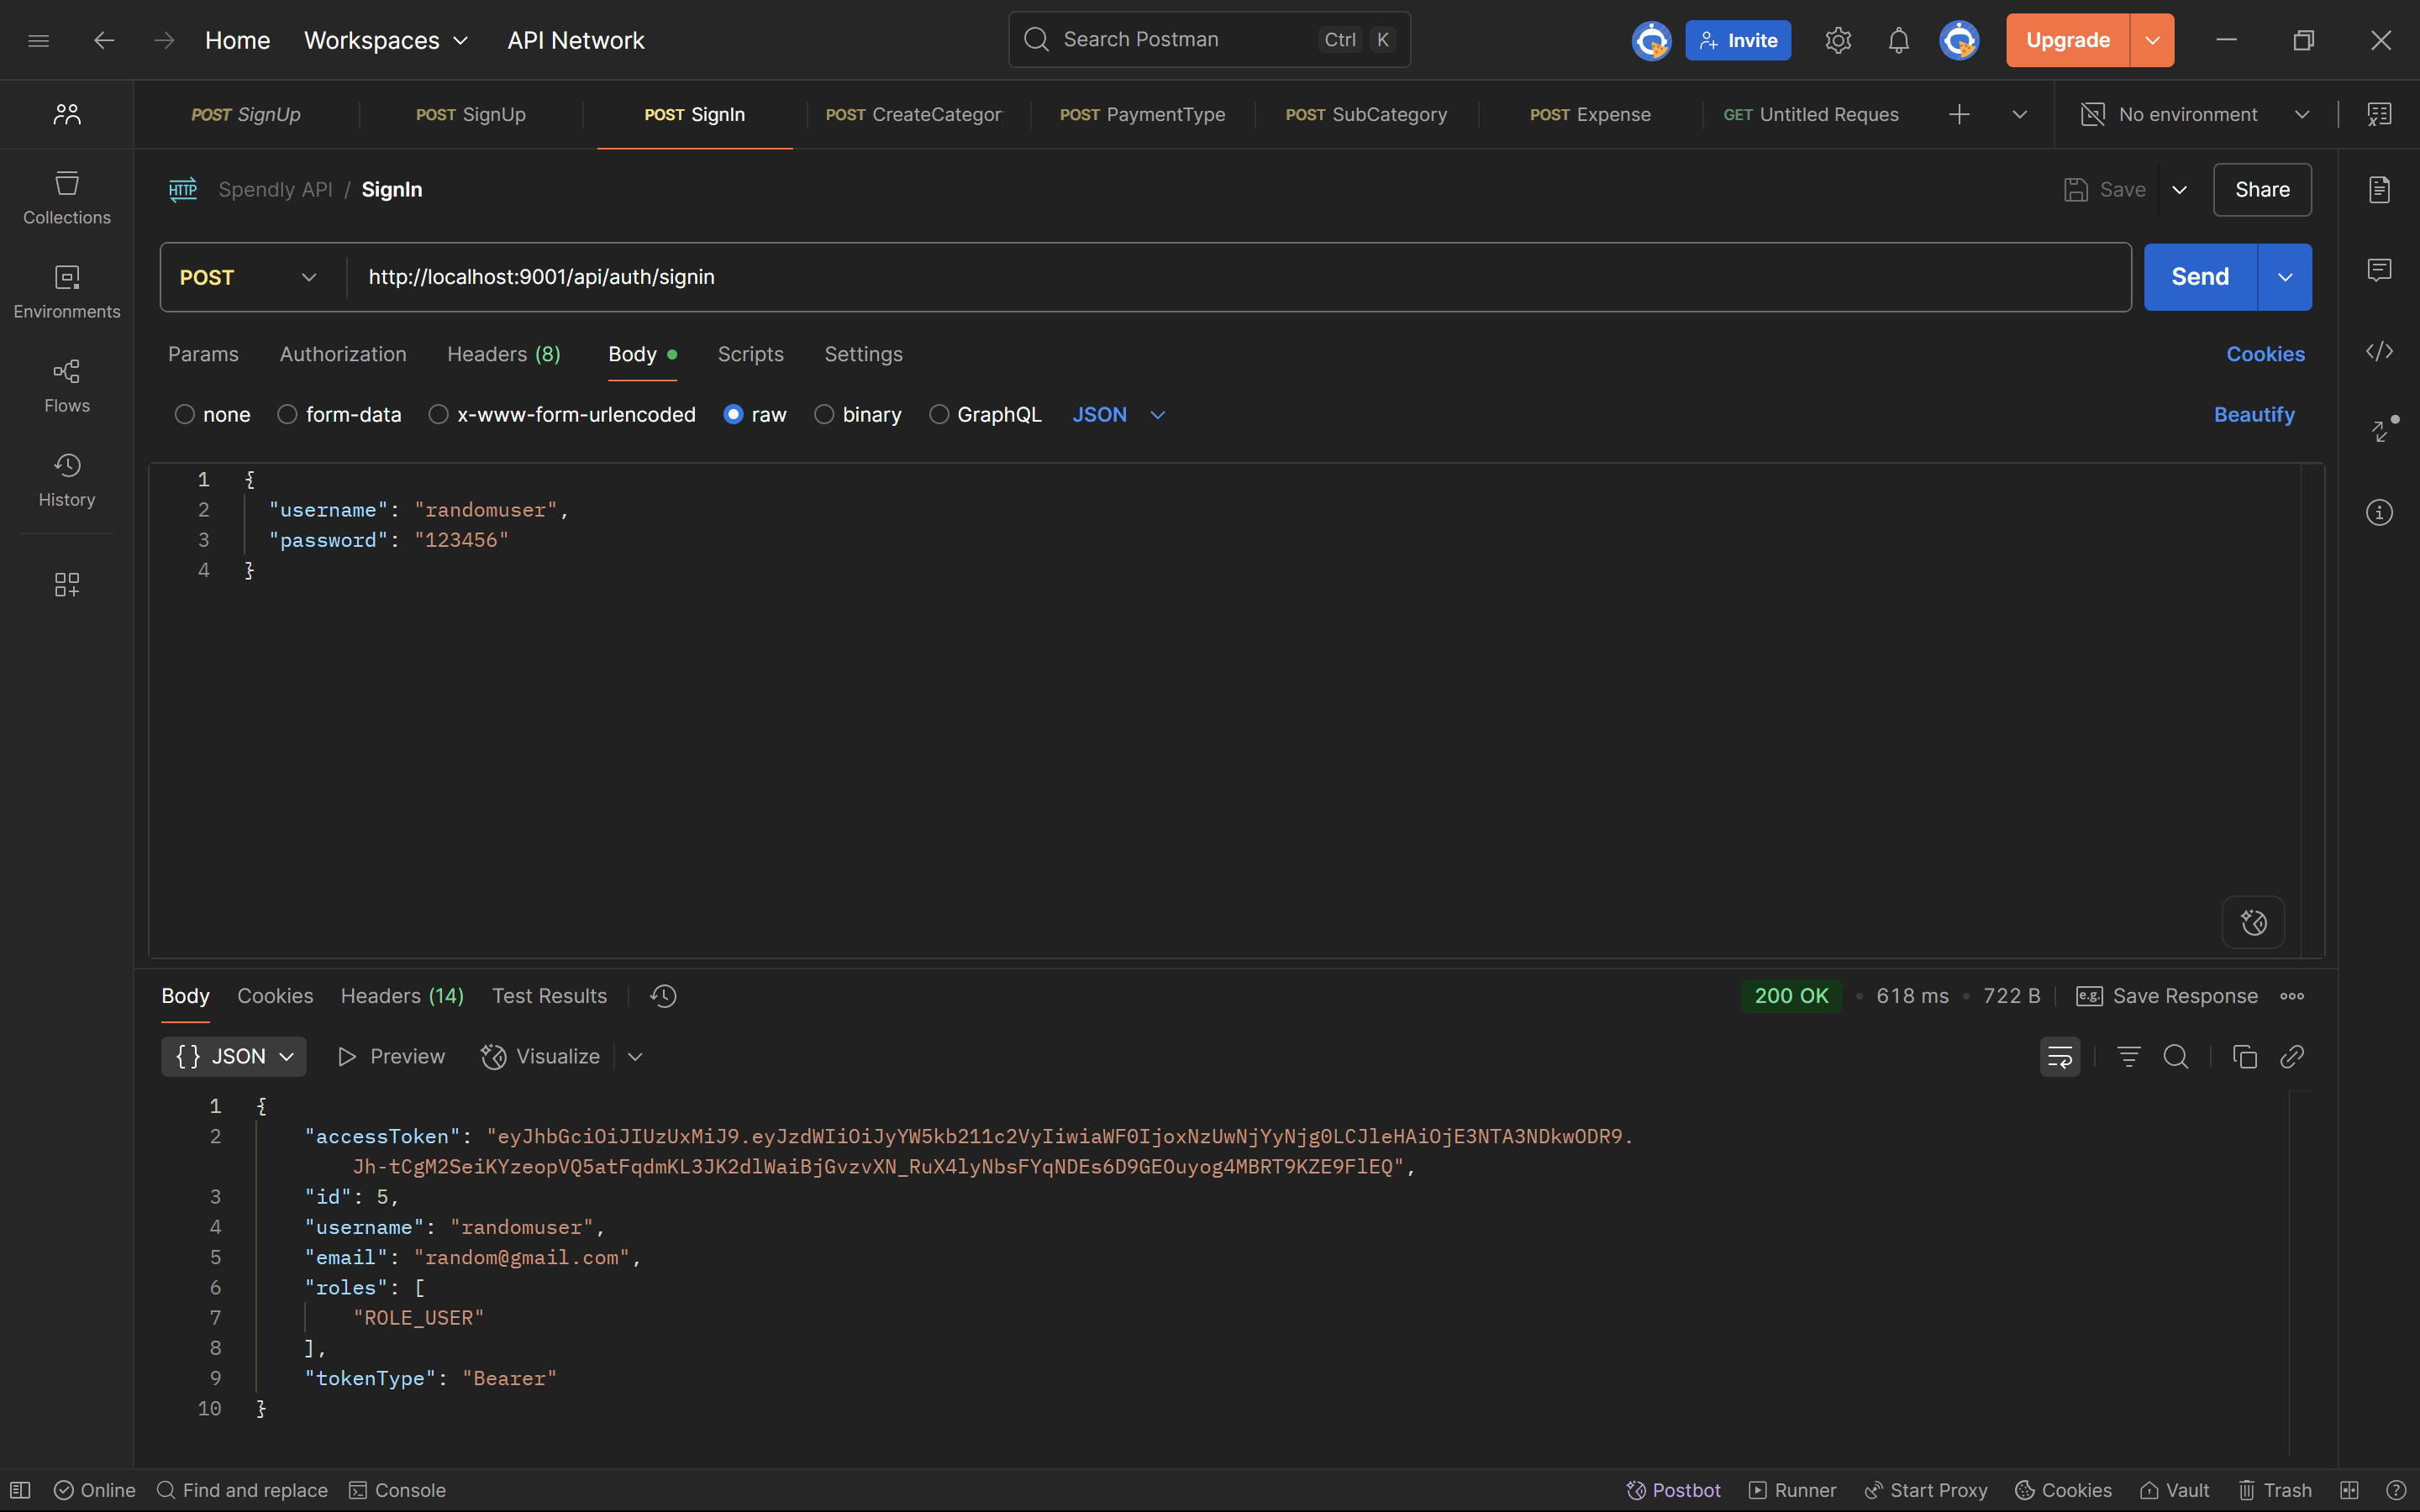 Home Workspaces API Network Search Postman Ctrl K Invite Upgrade
POST SignUp POST SignUp POST SignIn POST CreateCategor POST PaymentType POST SubCategory POST Expense GET Untitled Reques No environment
HTTP Spendly API / SignIn Save Share
Collections
POST http://localhost:9001/api/auth/signin Send
Environments
Params Authorization Headers (8) Body Scripts Settings Cookies
Flows
none form-data x-www-form-urlencoded raw binary GraphQL JSON Beautify
History
1 {
2 "username": "randomuser",
3 "password": "123456"
4 }
Body Cookies Headers (14) Test Results 200 OK 618 ms 722 B e.g. Save Response
{} JSON Preview Visualize
1 {
2 "accessToken": "eyJhbGciOiJIUzUxMiJ9.eyJzdWIiOiJyYW5kb211c2VyIiwiaWF0IjoxNzUwNjYyNjg0LCJleHAiOjE3NTA3NDkwODR9.
Jh-tCgM2SeiKYzeopVQ5atFqdmKL3JK2dlWaiBjGvzvXN_RuX4lyNbsFYqNDEs6D9GEOuyog4MBRT9KZE9FlEQ",
3 "id": 5,
4 "username": "randomuser",
5 "email": "random@gmail.com",
6 "roles": [
7 "ROLE_USER"
8 ],
9 "tokenType": "Bearer"
10 }
Online Find and replace Console Postbot Runner Start Proxy Cookies Vault Trash